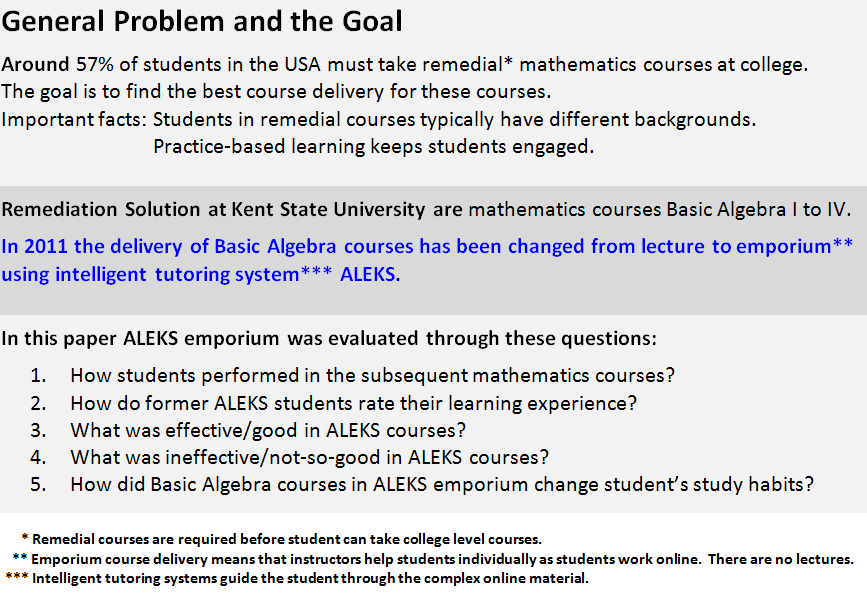 General Problem and the Goal
Around 57% of students in the USA must take remedial* mathematics courses at college.
The goal is to find the best course delivery for these courses.
Important facts: Students in remedial courses typically have different backgrounds.
Practice-based learning keeps students engaged.
Remediation Solution at Kent State University are mathematics courses Basic Algebra I to IV.
In 2011 the delivery of Basic Algebra courses has been changed from lecture to emporium**
using intelligent tutoring system*** ALEKS.
In this paper ALEKS emporium was evaluated through these questions:
1. How students performed in the subsequent mathematics courses?
2. How do former ALEKS students rate their learning experience?
3. What was effective/good in ALEKS courses?
4. What was ineffective/not-so-good in ALEKS courses?
5. How did Basic Algebra courses in ALEKS emporium change student’s study habits?
* Remedial courses are required before student can take college level courses.
** Emporium course delivery means that instructors help students individually as students work online. There are no lectures.
*** Intelligent tutoring systems guide the student through the complex online material.